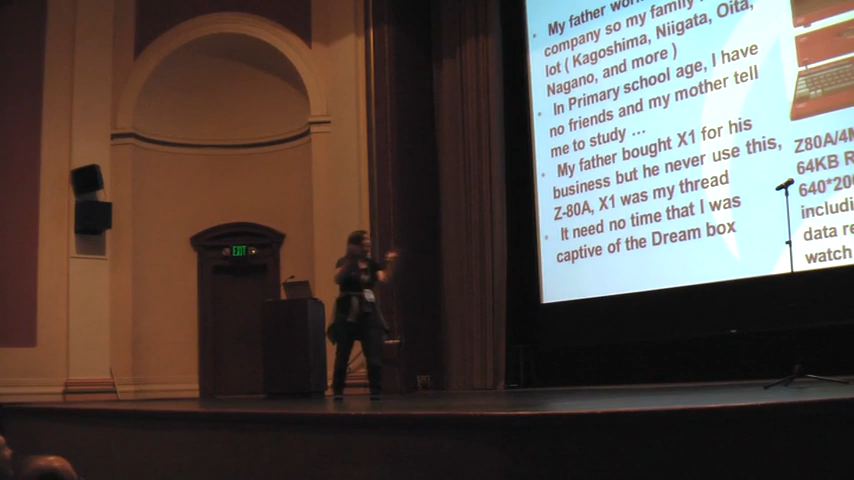 EXIT
• My father
company so my family
lot ( Kagoshima, Niigata, Oita,
Nagano, and more )
• In Primary school age, I have
no friends and my mother tell
me to study ...
• My father bought X1 for his
business but he never use this,
Z-80A, X1 was my thread
• It need no time that I was
captive of the Dream box
Z80A/4M
64KB R
640*200
includi
data re
watch